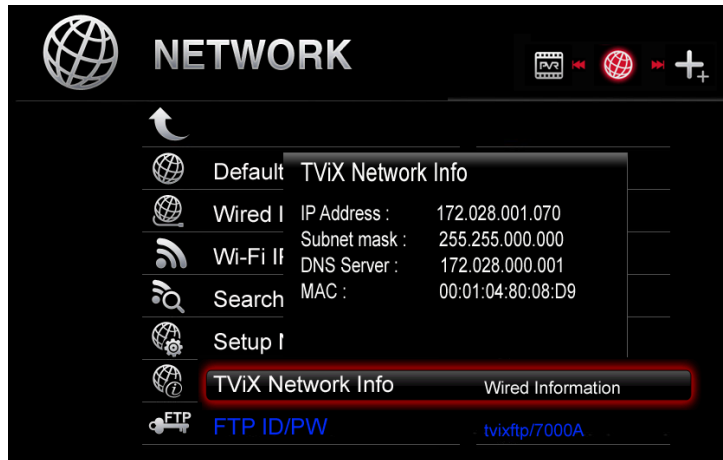 NETWORK
PVR
Default
TViX Network Info
Wired I
IP Address : 172.028.001.070
Subnet mask : 255.255.000.000
Wi-Fi IF
DNS Server : 172.028.000.001
Search
MAC : 00:01:04:80:08:D9
Setup
TViX Network Info Wired Information
FTP
FTP ID/PW tvixftp/7000A